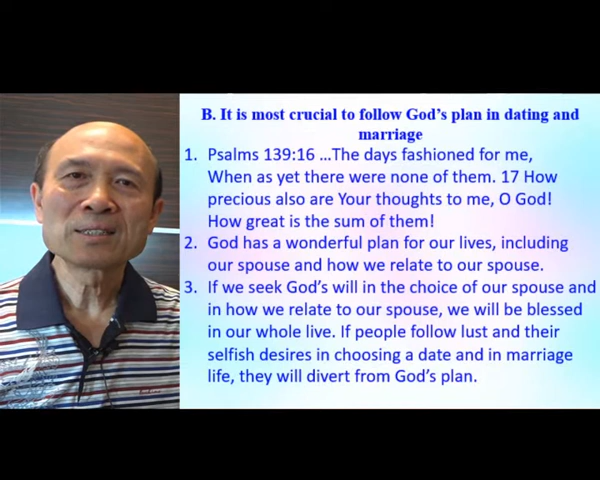 B. It is most crucial to follow God's plan in dating and
marriage
1. Psalms 139:16 ...The days fashioned for me,
When as yet there were none of them. 17 How
precious also are Your thoughts to me, O God!
How great is the sum of them!
2. God has a wonderful plan for our lives, including
our spouse and how we relate to our spouse.
3. If we seek God's will in the choice of our spouse and
in how we relate to our spouse, we will be blessed
in our whole live. If people follow lust and their
selfish desires in choosing a date and in marriage
life, they will divert from God's plan.